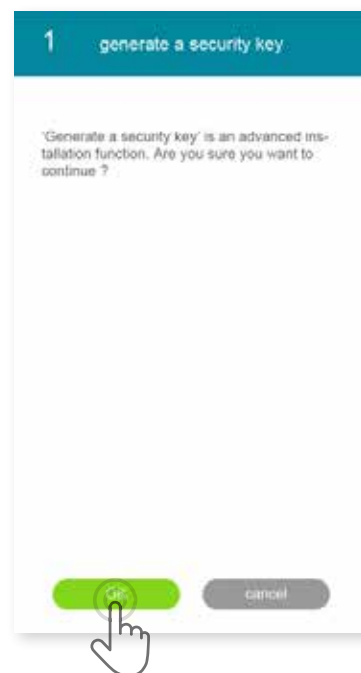 1 generate a security key
'Generate a security key' is an advanced ins-
tallation function. Are you sure you want to
continue ?
cancel